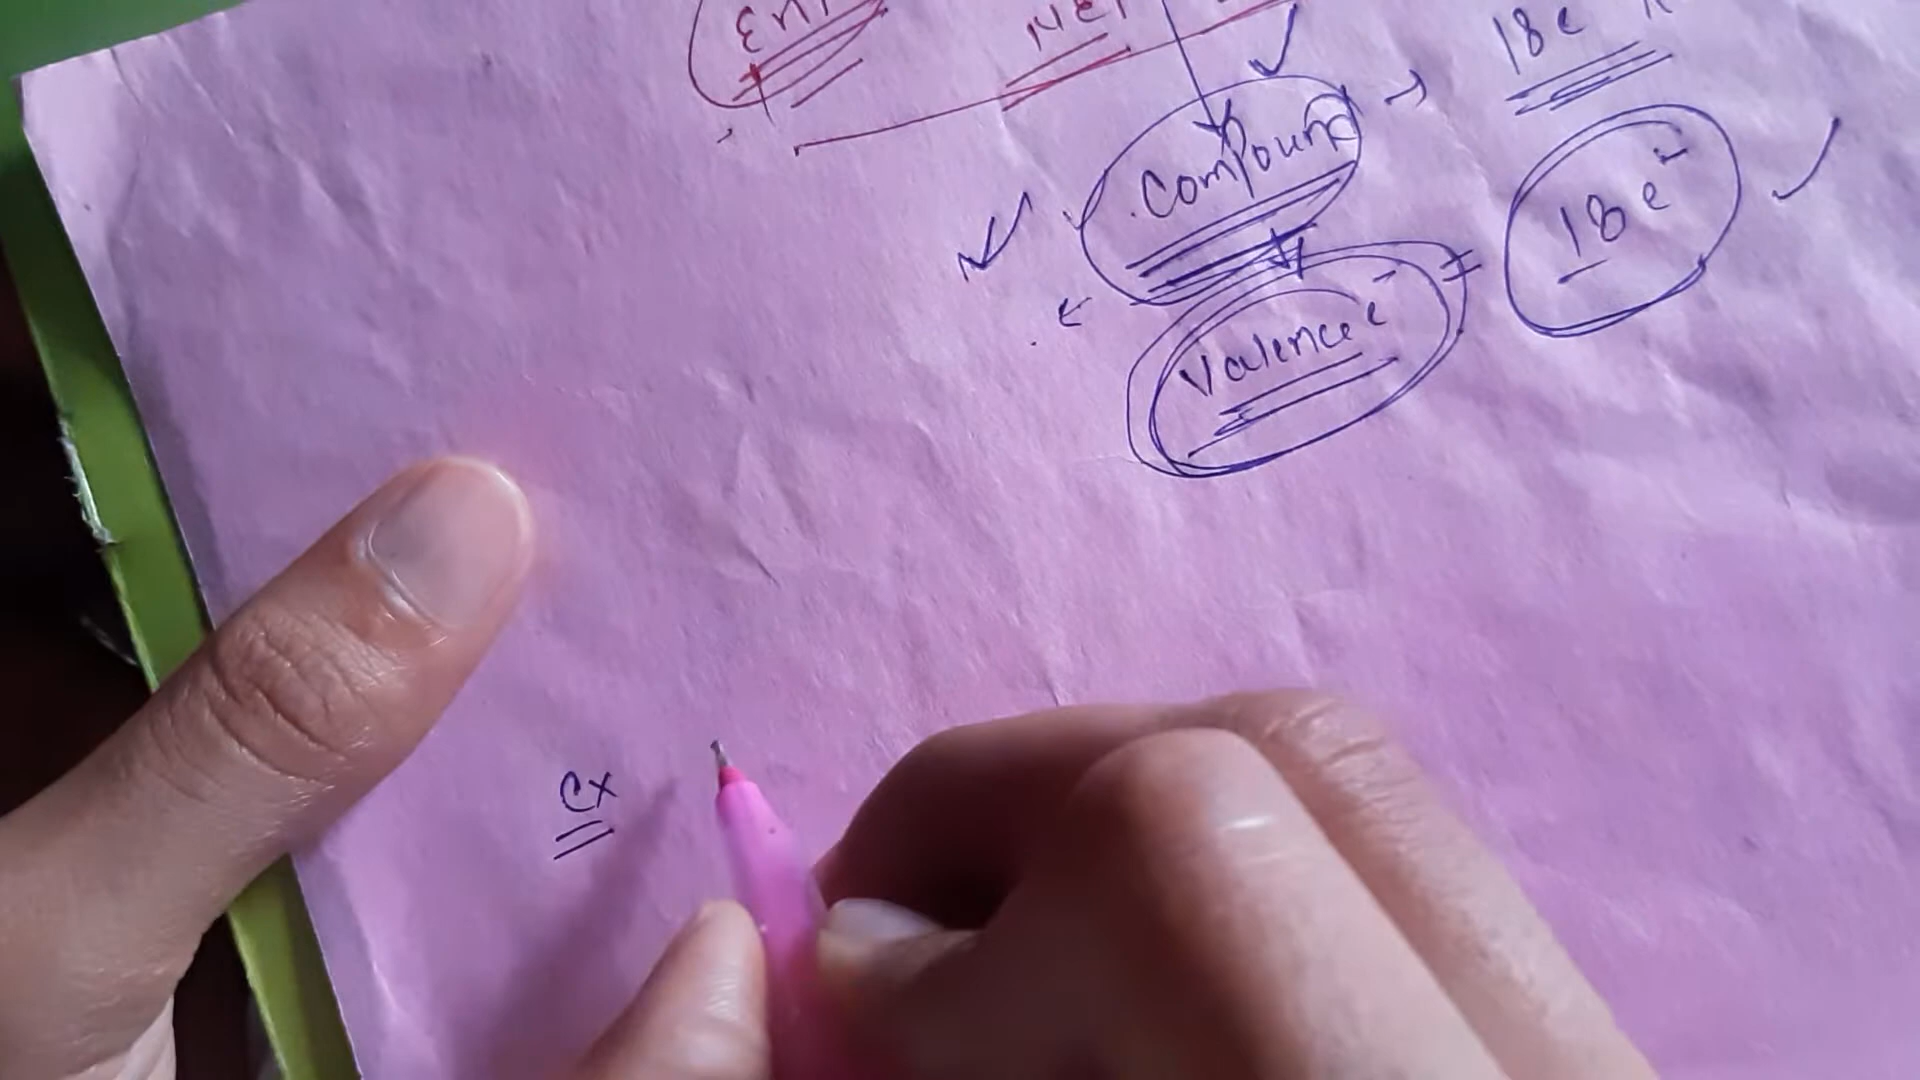 18e
Compound
18e-
Valence e-
=
ex